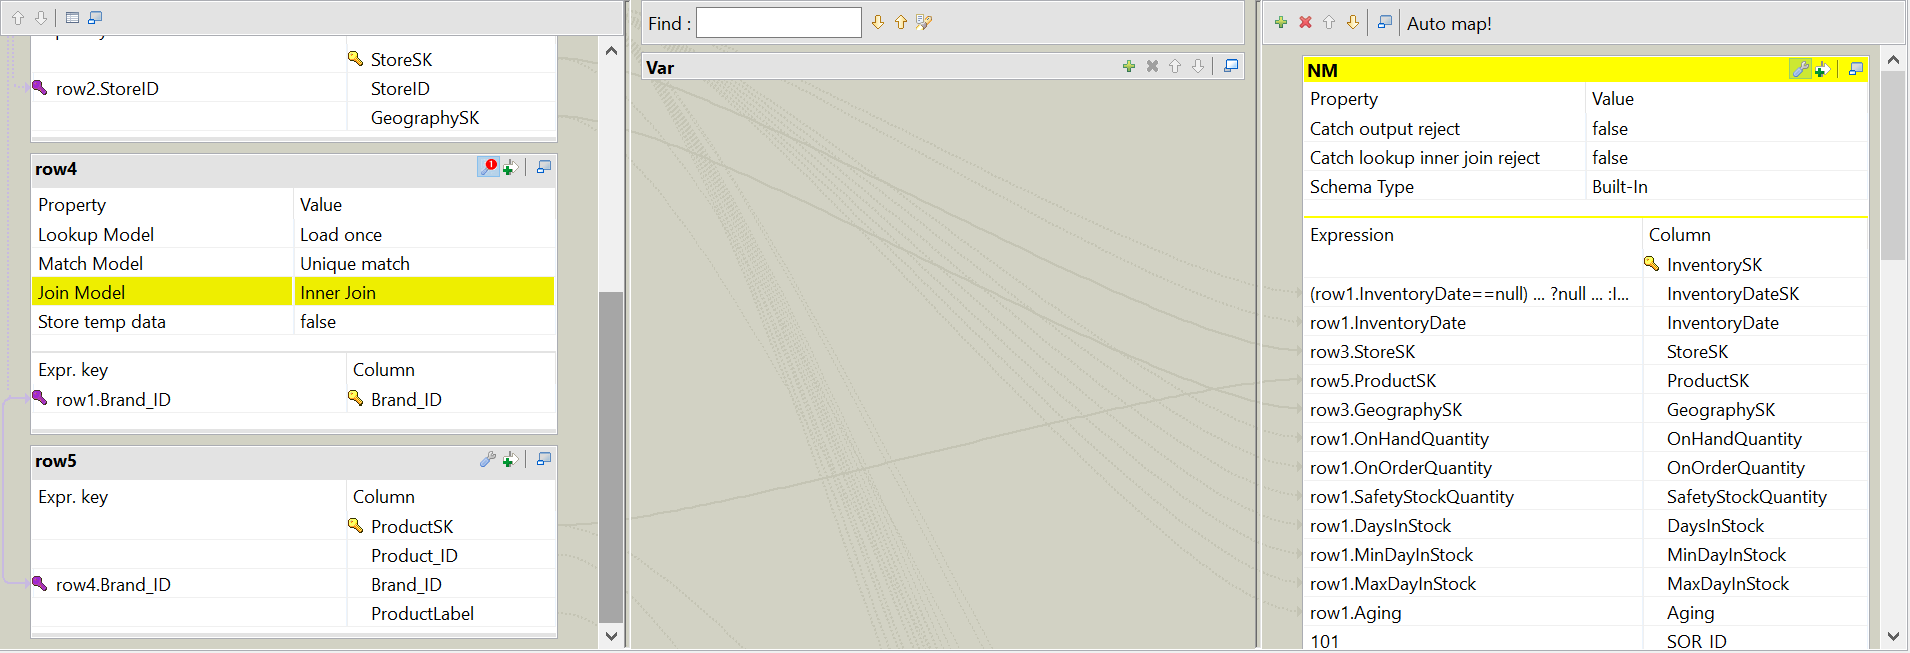 StoreSK
row2.StoreID StoreID
GeographySK
row4
Property Value
Lookup Model Load once
Match Model Unique match
Join Model Inner Join
Store temp data false
Expr. key Column
row1.Brand_ID Brand_ID
row5
Expr. key Column
ProductSK
Product_ID
row4.Brand_ID Brand_ID
ProductLabel
Find :
Var
Auto map!
NM
Property Value
Catch output reject false
Catch lookup inner join reject false
Schema Type Built-In
Expression Column
InventorySK
(row1.InventoryDate==null) ... ?null ... :I... InventoryDateSK
row1.InventoryDate InventoryDate
row3.StoreSK StoreSK
row5.ProductSK ProductSK
row3.GeographySK GeographySK
row1.OnHandQuantity OnHandQuantity
row1.OnOrderQuantity OnOrderQuantity
row1.SafetyStockQuantity SafetyStockQuantity
row1.DaysInStock DaysInStock
row1.MinDayInStock MinDayInStock
row1.MaxDayInStock MaxDayInStock
row1.Aging Aging
101 SOR_ID